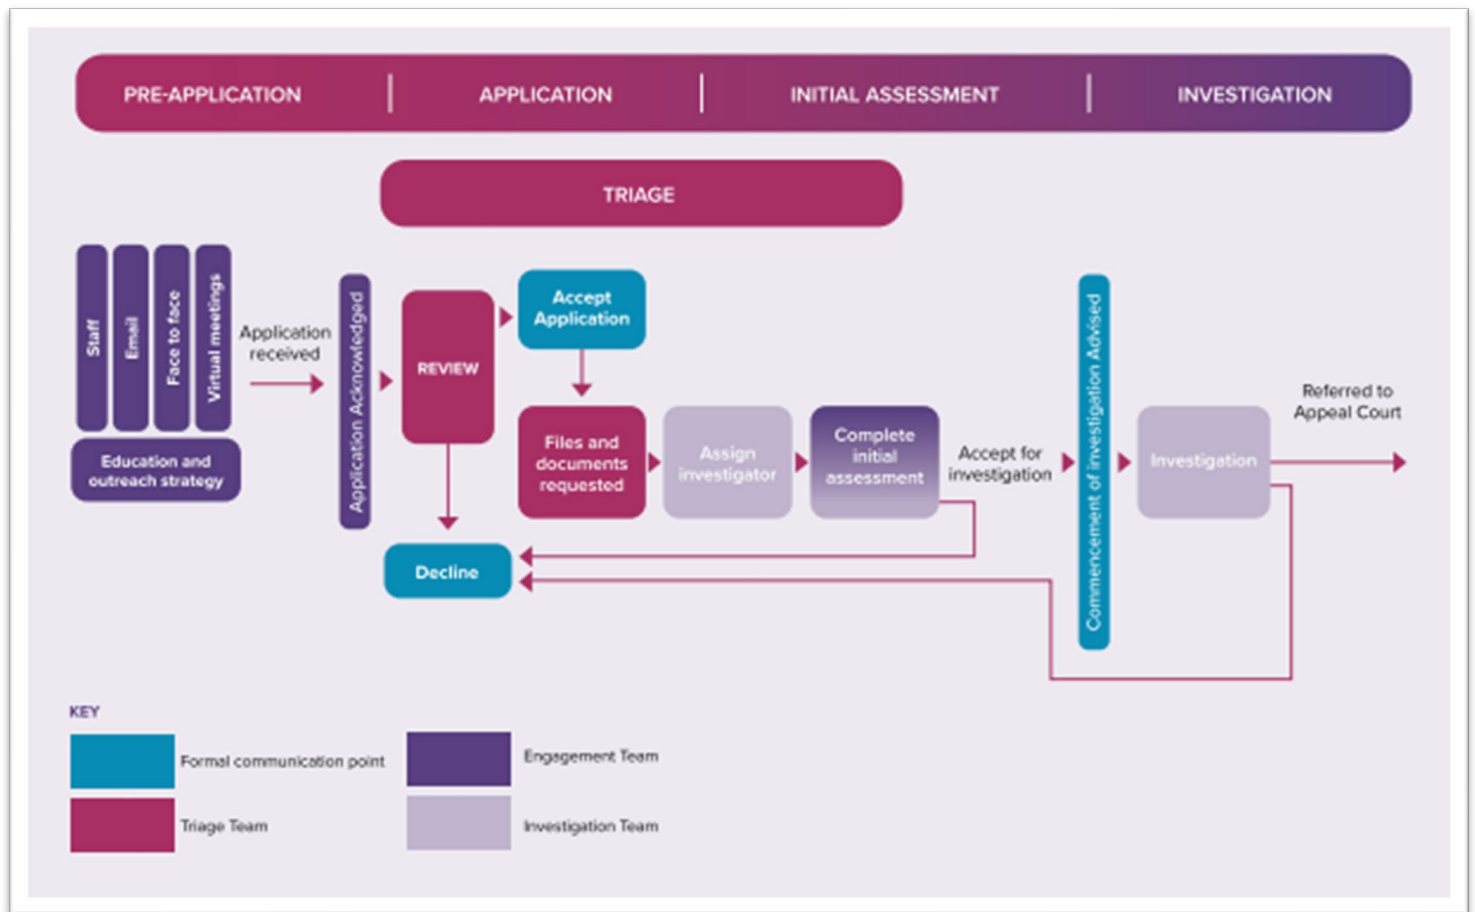 PRE-APPLICATION
APPLICATION
INITIAL ASSESSMENT
INVESTIGATION
TRIAGE
Staff
Email
Face to face
Virtual meetings
Education and
outreach strategy
Application
received
Application Acknowledged
REVIEW
Accept
Application
Files and
documents
requested
Assign
investigator
Complete
initial
assessment
Accept for
investigation
Commencement of investigation Advised
Investigation
Referred to
Appeal Court
Decline
KEY
Formal communication point
Engagement Team
Triage Team
Investigation Team